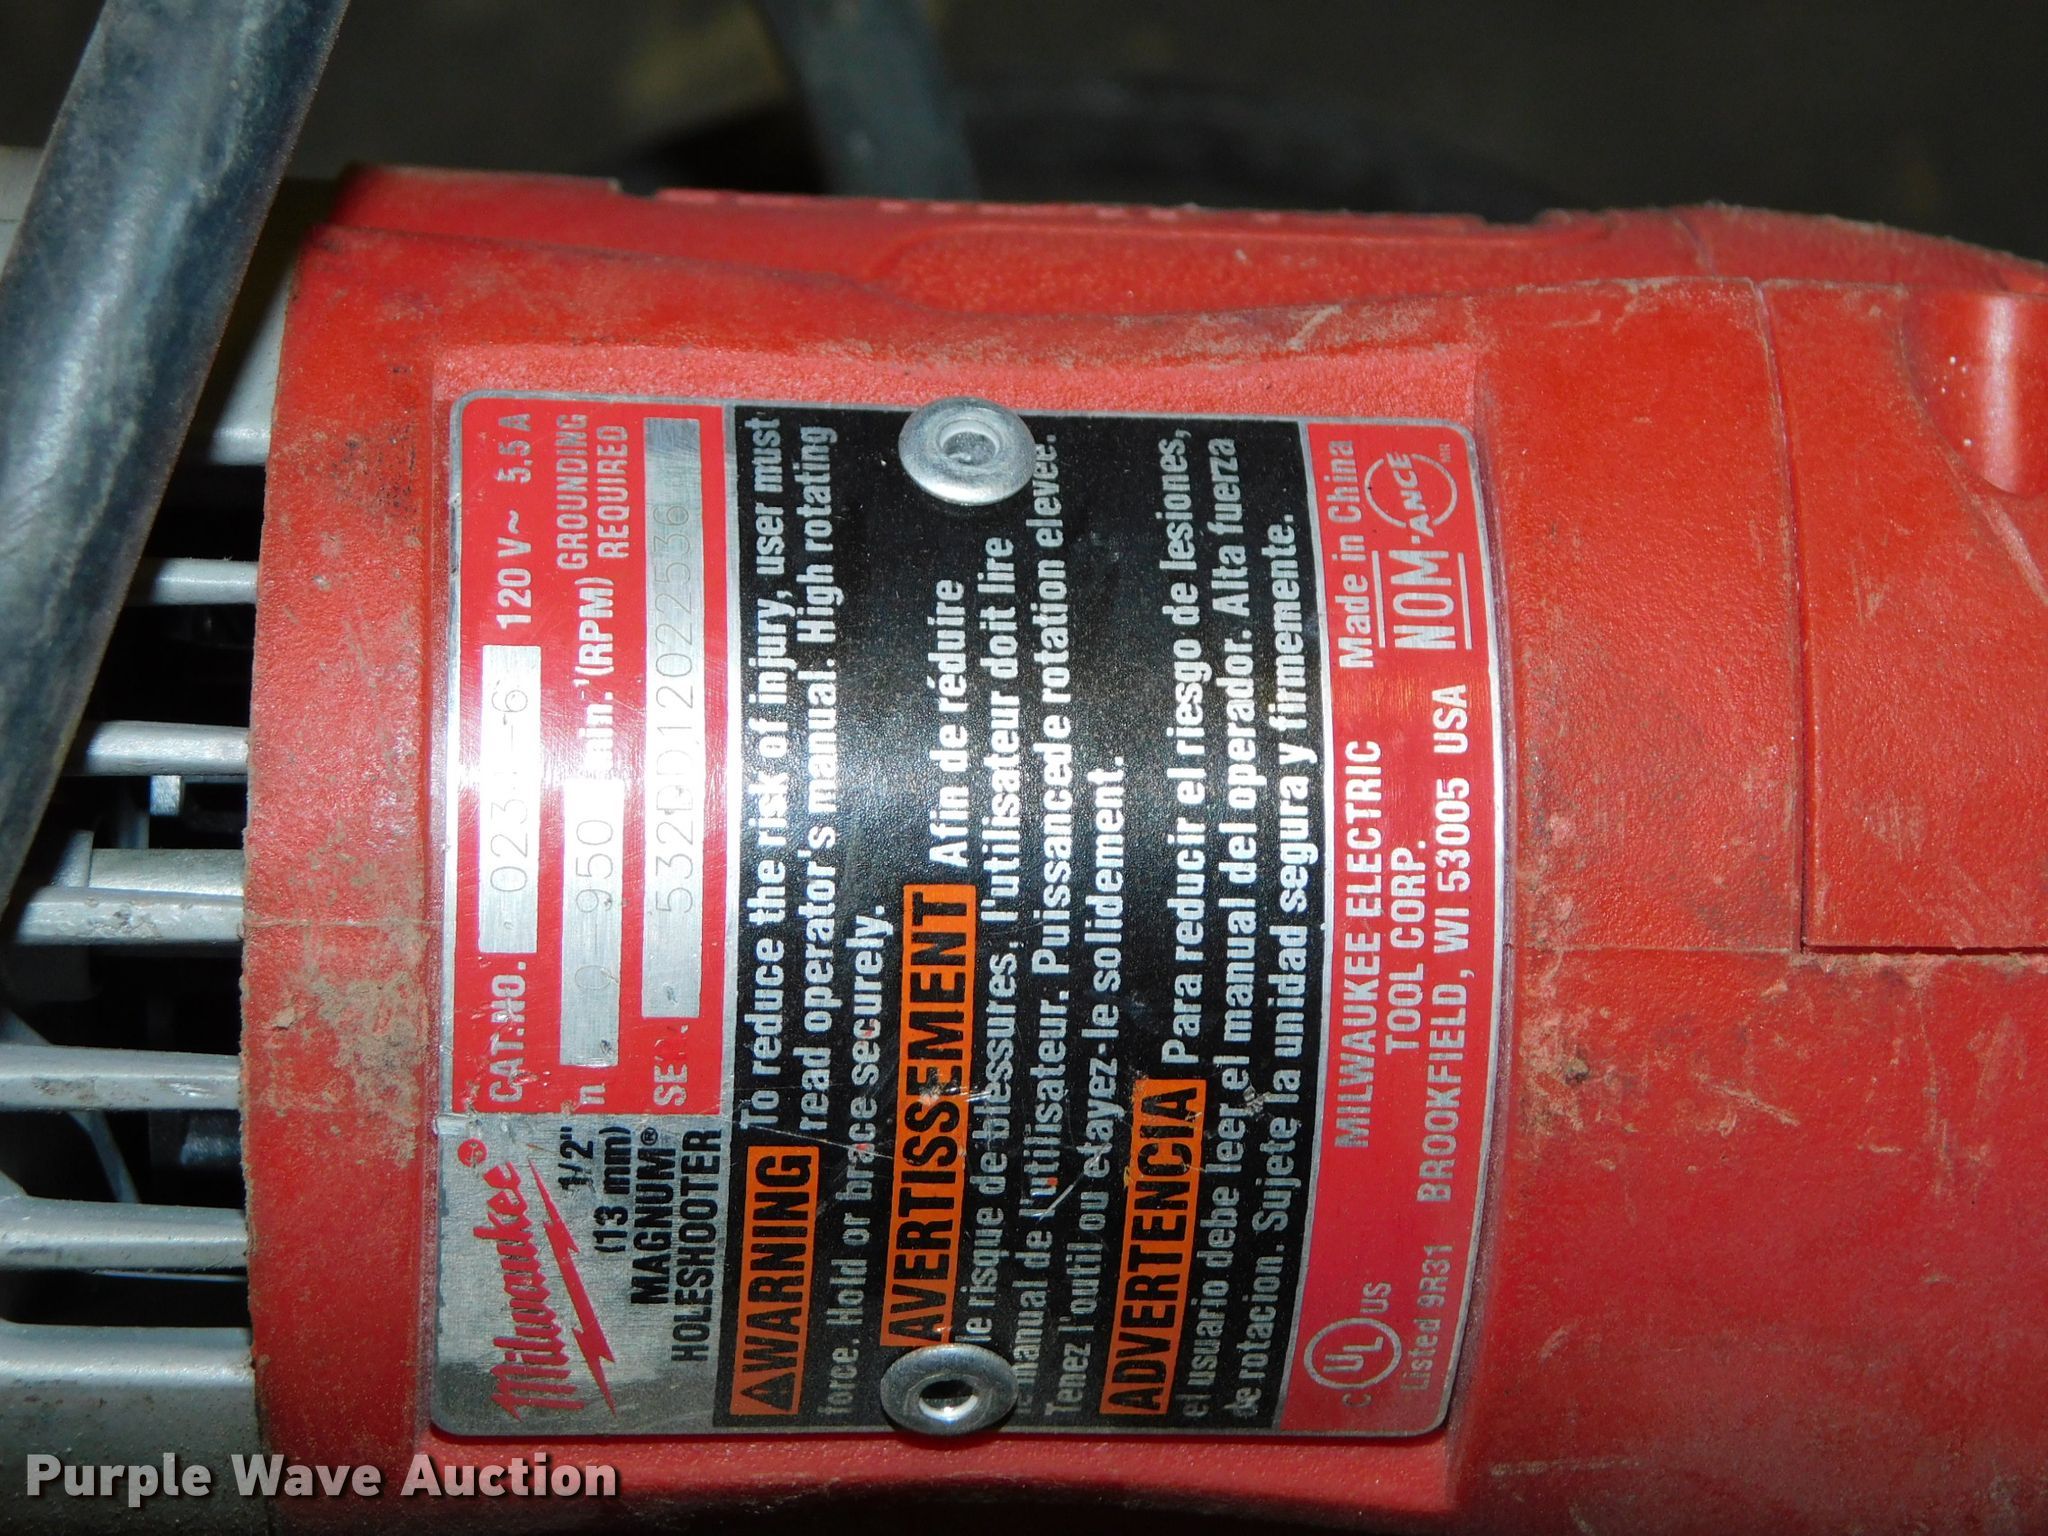 Milwaukee®
1/2"
(13 mm)
MAGNUM®
HOLESHOOTER
CAT.NO. 120 V~ 5.5 A
n 0-950 min.⁻¹ (RPM) GROUNDING
REQUIRED
SER. 532DD1202536
⚠WARNING To reduce the risk of injury, user must
read operator's manual. High rotating
force. Hold or brace securely.
AVERTISSEMENT Afin de réduire
le risque de blessures. l'utilisateur doit lire
le manual de l'utilisateur. Puissancede rotation elevée.
Tenez l'outil ou étayez-le solidement.
ADVERTENCIA Para reducir el riesgo de lesiones,
el usuario debe leer el manual del operador. Alta fuerza
de rotacion. Sujete la unidad segura y firmemente.
MILWAUKEE ELECTRIC
TOOL CORP.
BROOKFIELD, WI 53005 USA
Made in China
NOM-ANCE
C UL US
Listed 9R31
Purple Wave Auction